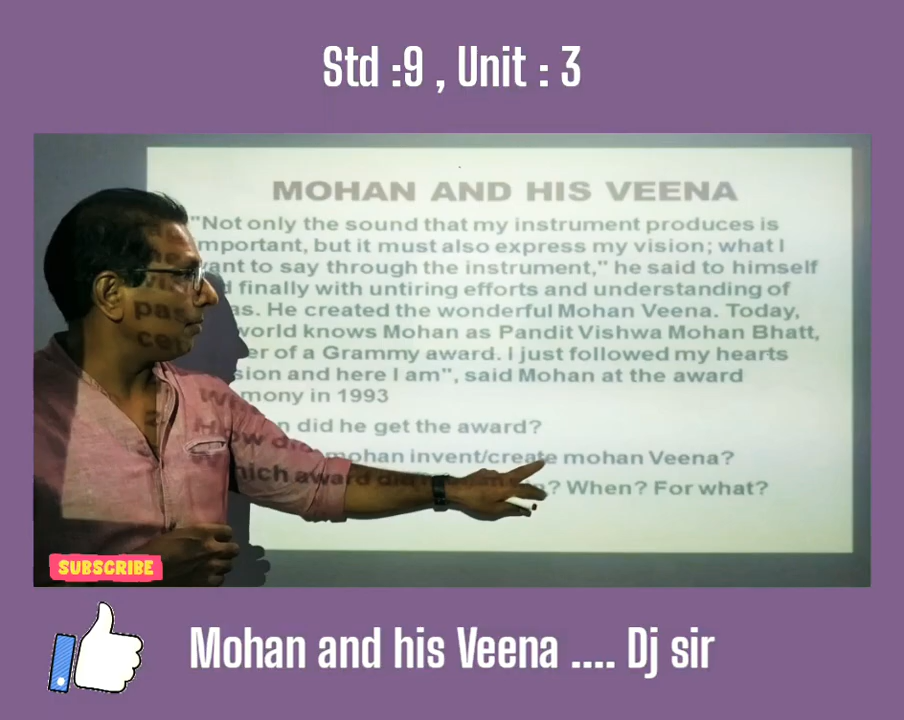 Std :9 , Unit : 3
MOHAN AND HIS VEENA
"Not only the sound that my instrument produces is
mportant, but it must also express my vision; what I
ant to say through the instrument," he said to himself
d finally with untiring efforts and understanding of
as. He created the wonderful Mohan Veena. Today,
world knows Mohan as Pandit Vishwa Mohan Bhatt,
er of a Grammy award. I just followed my hearts
sion and here I am", said Mohan at the award
mony in 1993
n did he get the award?
How did mohan invent/create mohan Veena?
hich award did ? When? For what?
SUBSCRIBE
Mohan and his Veena .... Dj sir